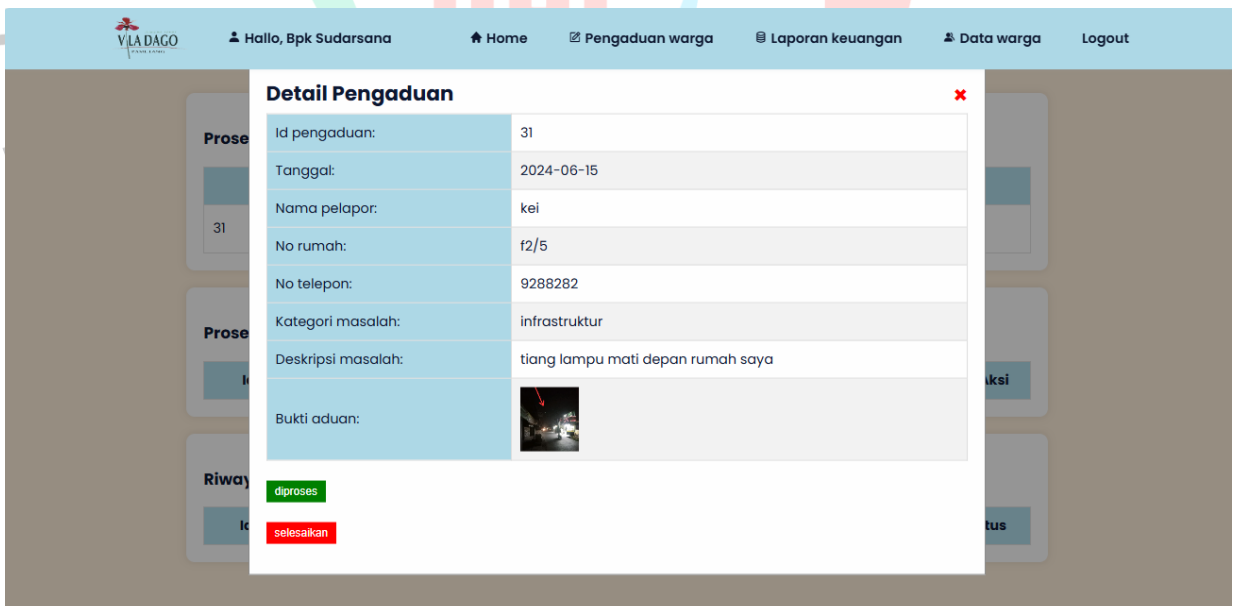 VILA DAGO
Hallo, Bpk Sudarsana
Home
Pengaduan warga
Laporan keuangan
Data warga
Logout
Detail Pengaduan
Id pengaduan: 31
Tanggal: 2024-06-15
Nama pelapor: kei
No rumah: f2/5
No telepon: 9288282
Kategori masalah: infrastruktur
Deskripsi masalah: tiang lampu mati depan rumah saya
Bukti aduan:
diproses
selesaikan
Prose
31
Prose
Aksi
Riway
tus